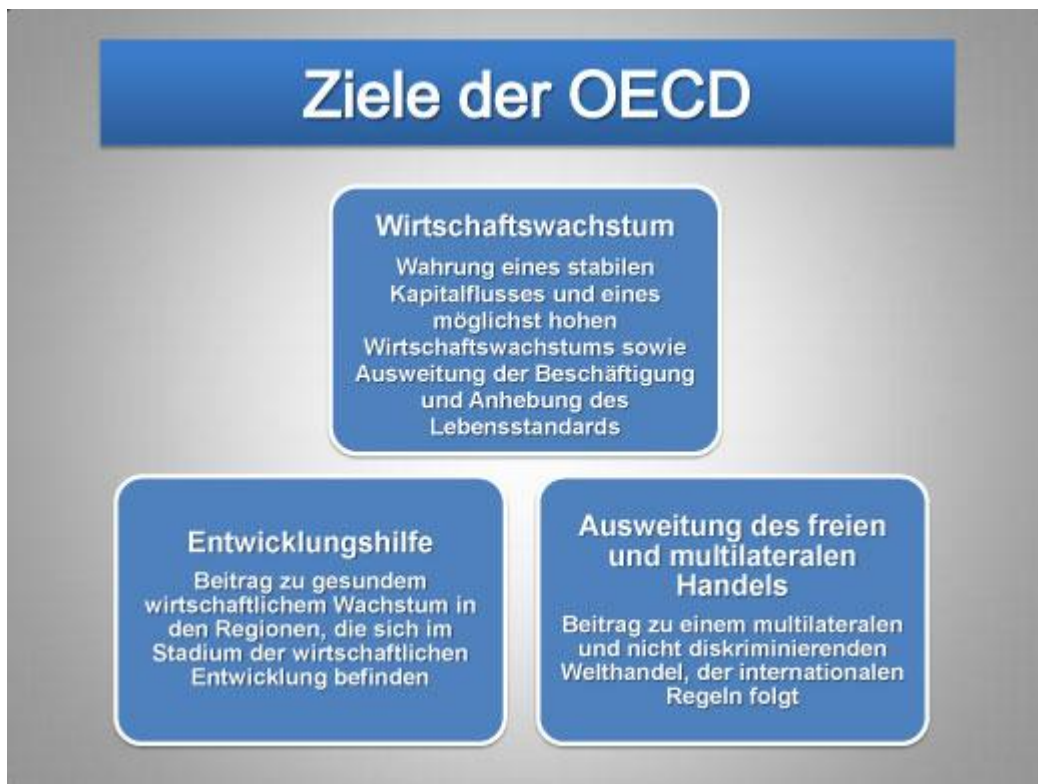 Ziele der OECD
Wirtschaftswachstum
Wahrung eines stabilen
Kapitalflusses und eines
möglichst hohen
Wirtschaftswachstums sowie
Ausweitung der Beschäftigung
und Anhebung des
Lebensstandards
Entwicklungshilfe
Beitrag zu gesundem
wirtschaftlichem Wachstum in
den Regionen, die sich im
Stadium der wirtschaftlichen
Entwicklung befinden
Ausweitung des freien
und multilateralen
Handels
Beitrag zu einem multilateralen
und nicht diskriminierenden
Welthandel, der internationalen
Regeln folgt